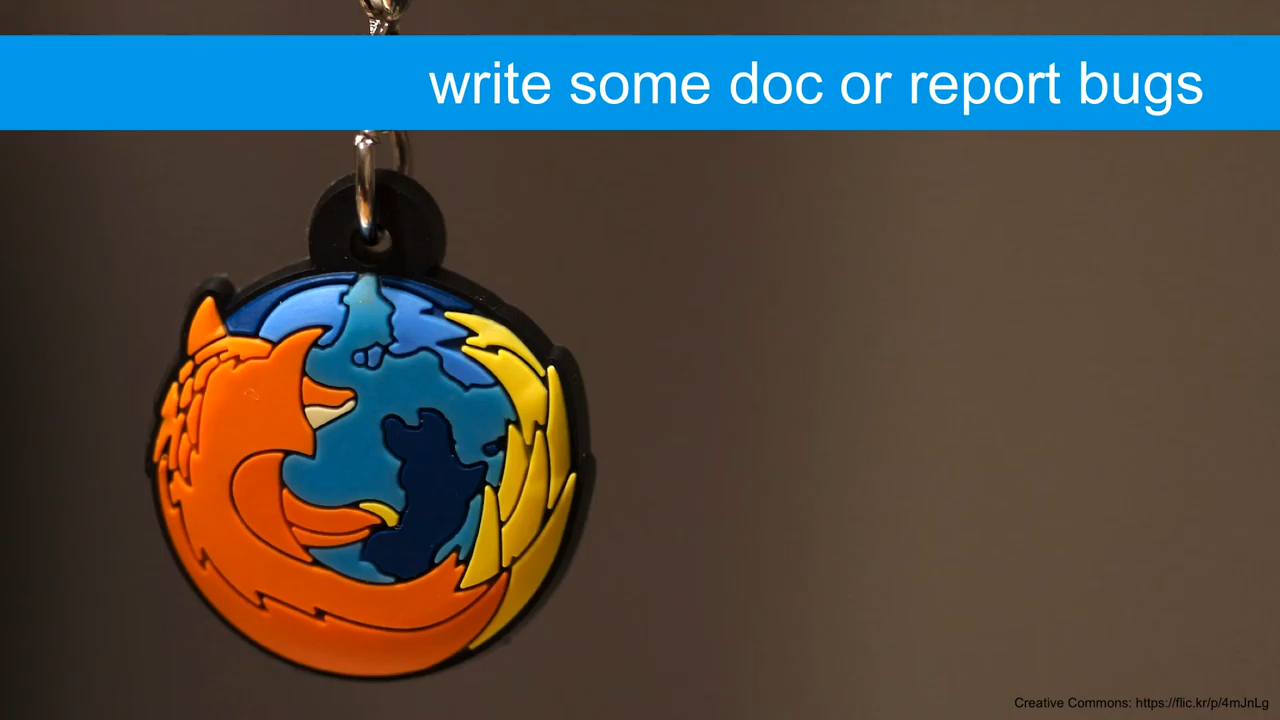 write some doc or report bugs
Creative Commons: https://flic.kr/p/4mJnLg